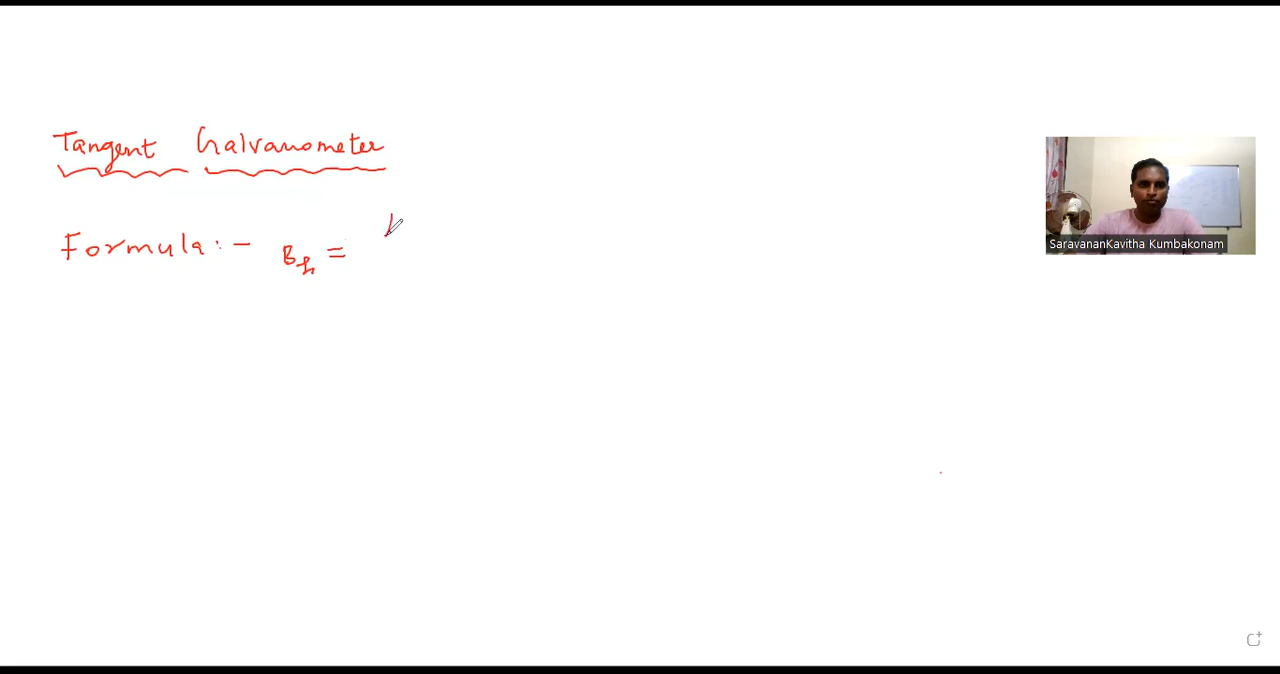 Tangent Galvanometer
Formula:- Bₕ =
SaravananKavitha Kumbakonam